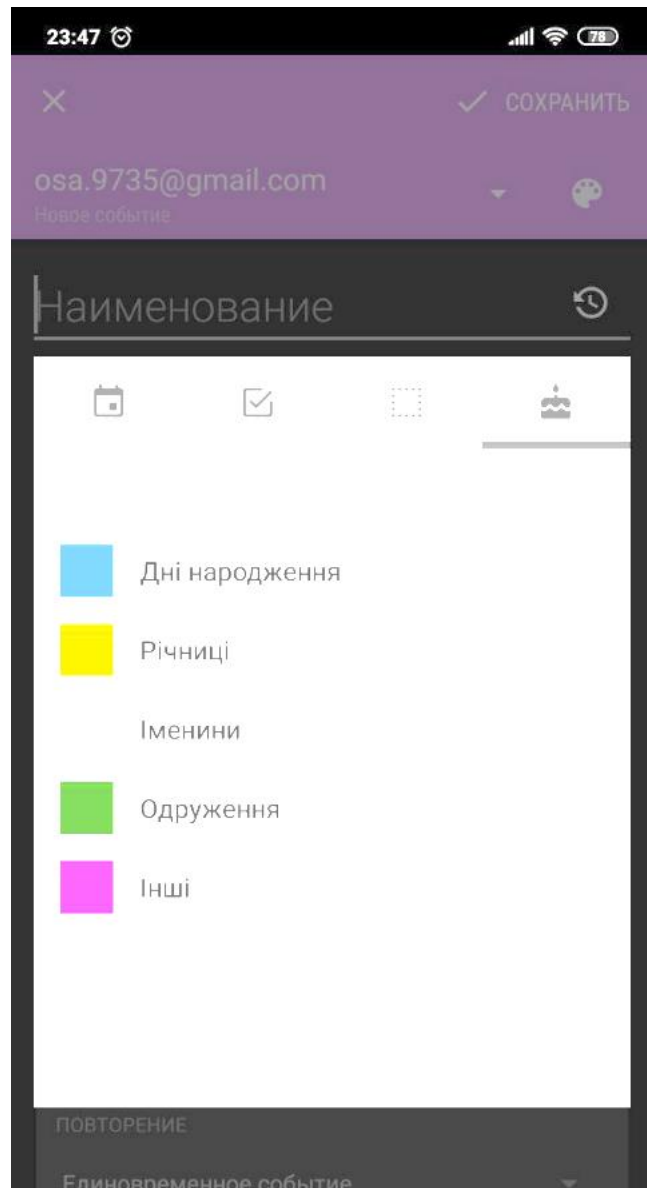 23:47
78
СОХРАНИТЬ
osa.9735@gmail.com
Новое событие
Наименование
Дні народження
Річниці
Іменини
Одруження
Інші
ПОВТОРЕНИЕ
Единовременное событие